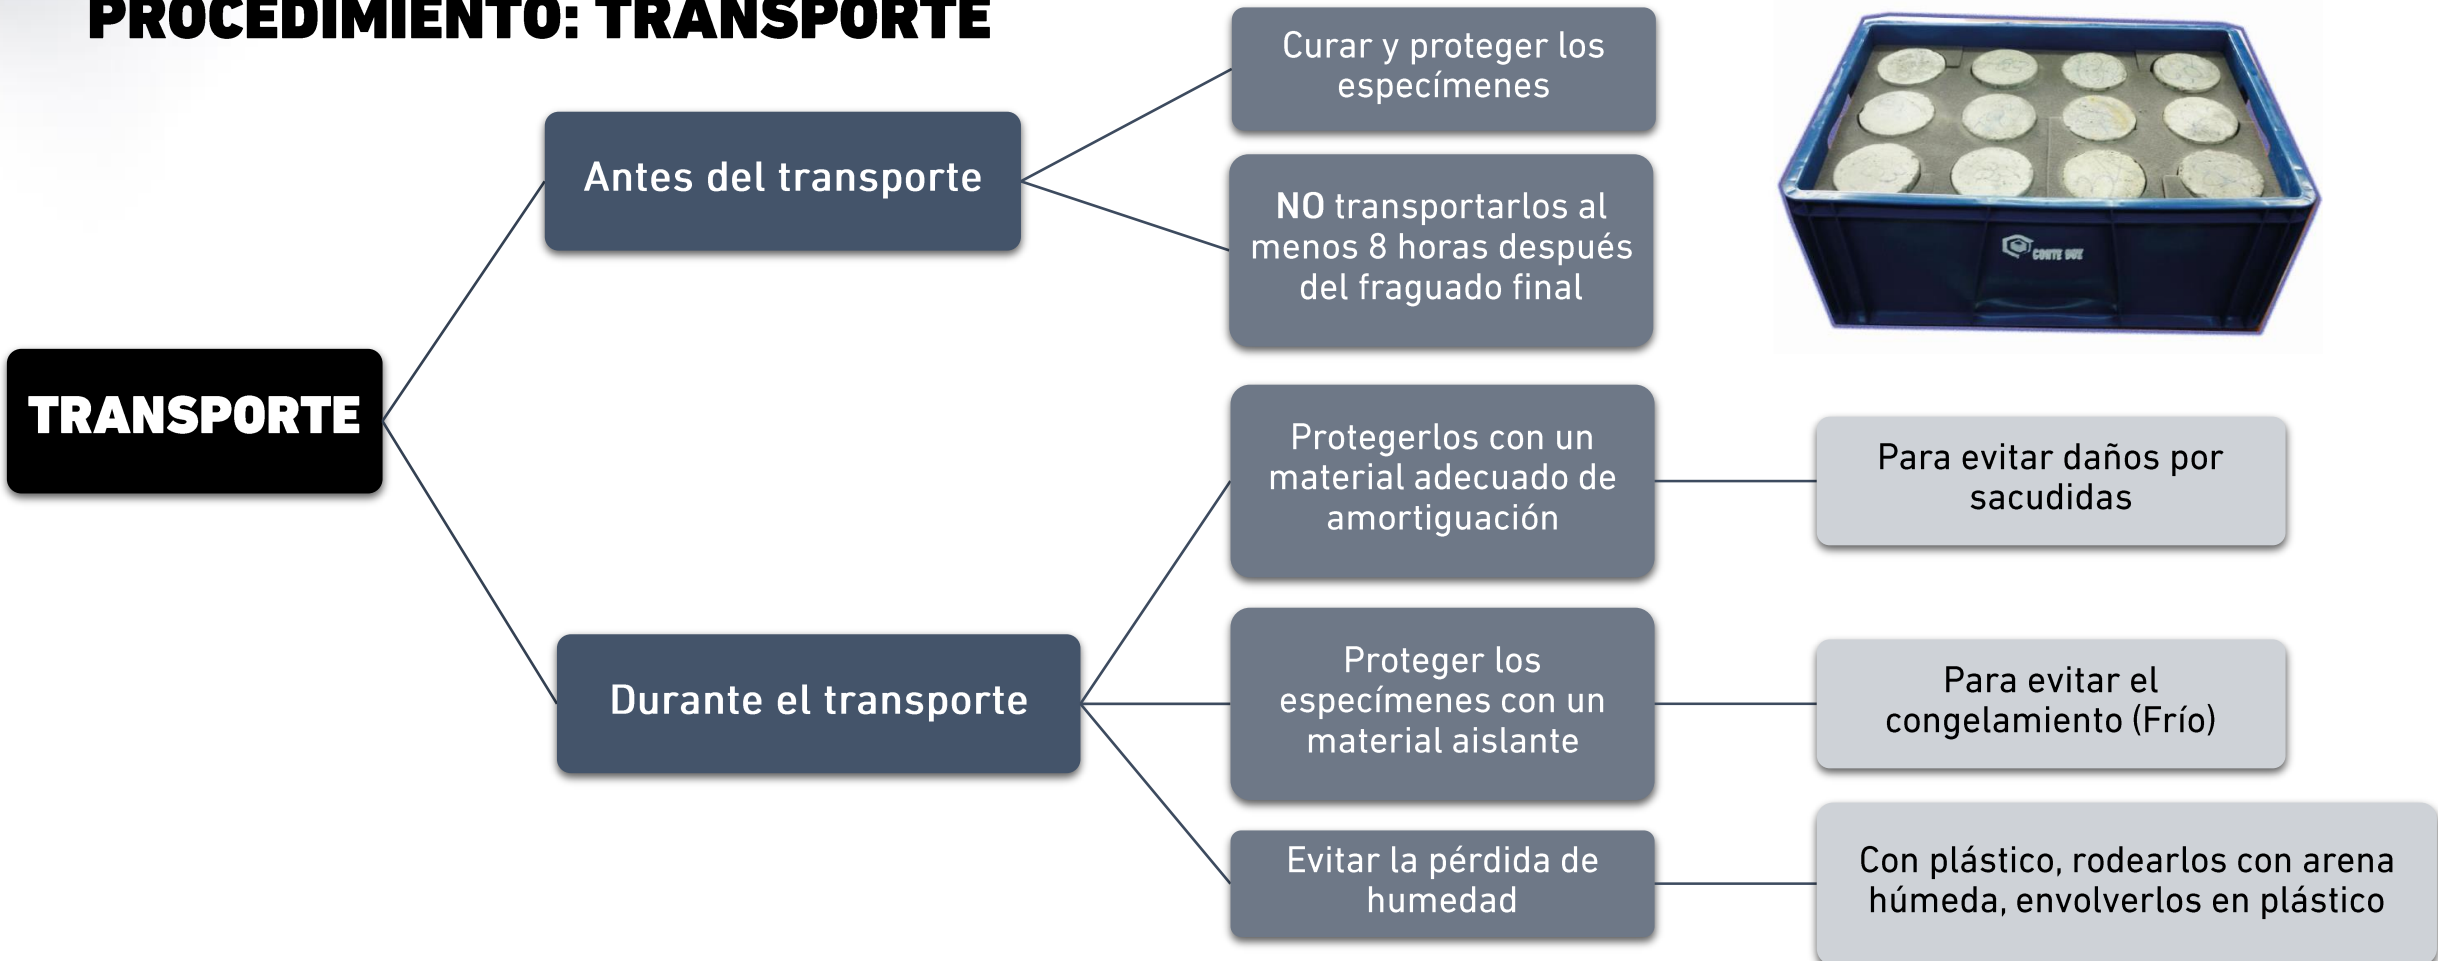 PROCEDIMIENTO: TRANSPORTE
TRANSPORTE
Antes del transporte
Curar y proteger los
especímenes
NO transportarlos al
menos 8 horas después
del fraguado final
Durante el transporte
Protegerlos con un
material adecuado de
amortiguación
Para evitar daños por
sacudidas
Proteger los
especímenes con un
material aislante
Para evitar el
congelamiento (Frío)
Evitar la pérdida de
humedad
Con plástico, rodearlos con arena
húmeda, envolverlos en plástico